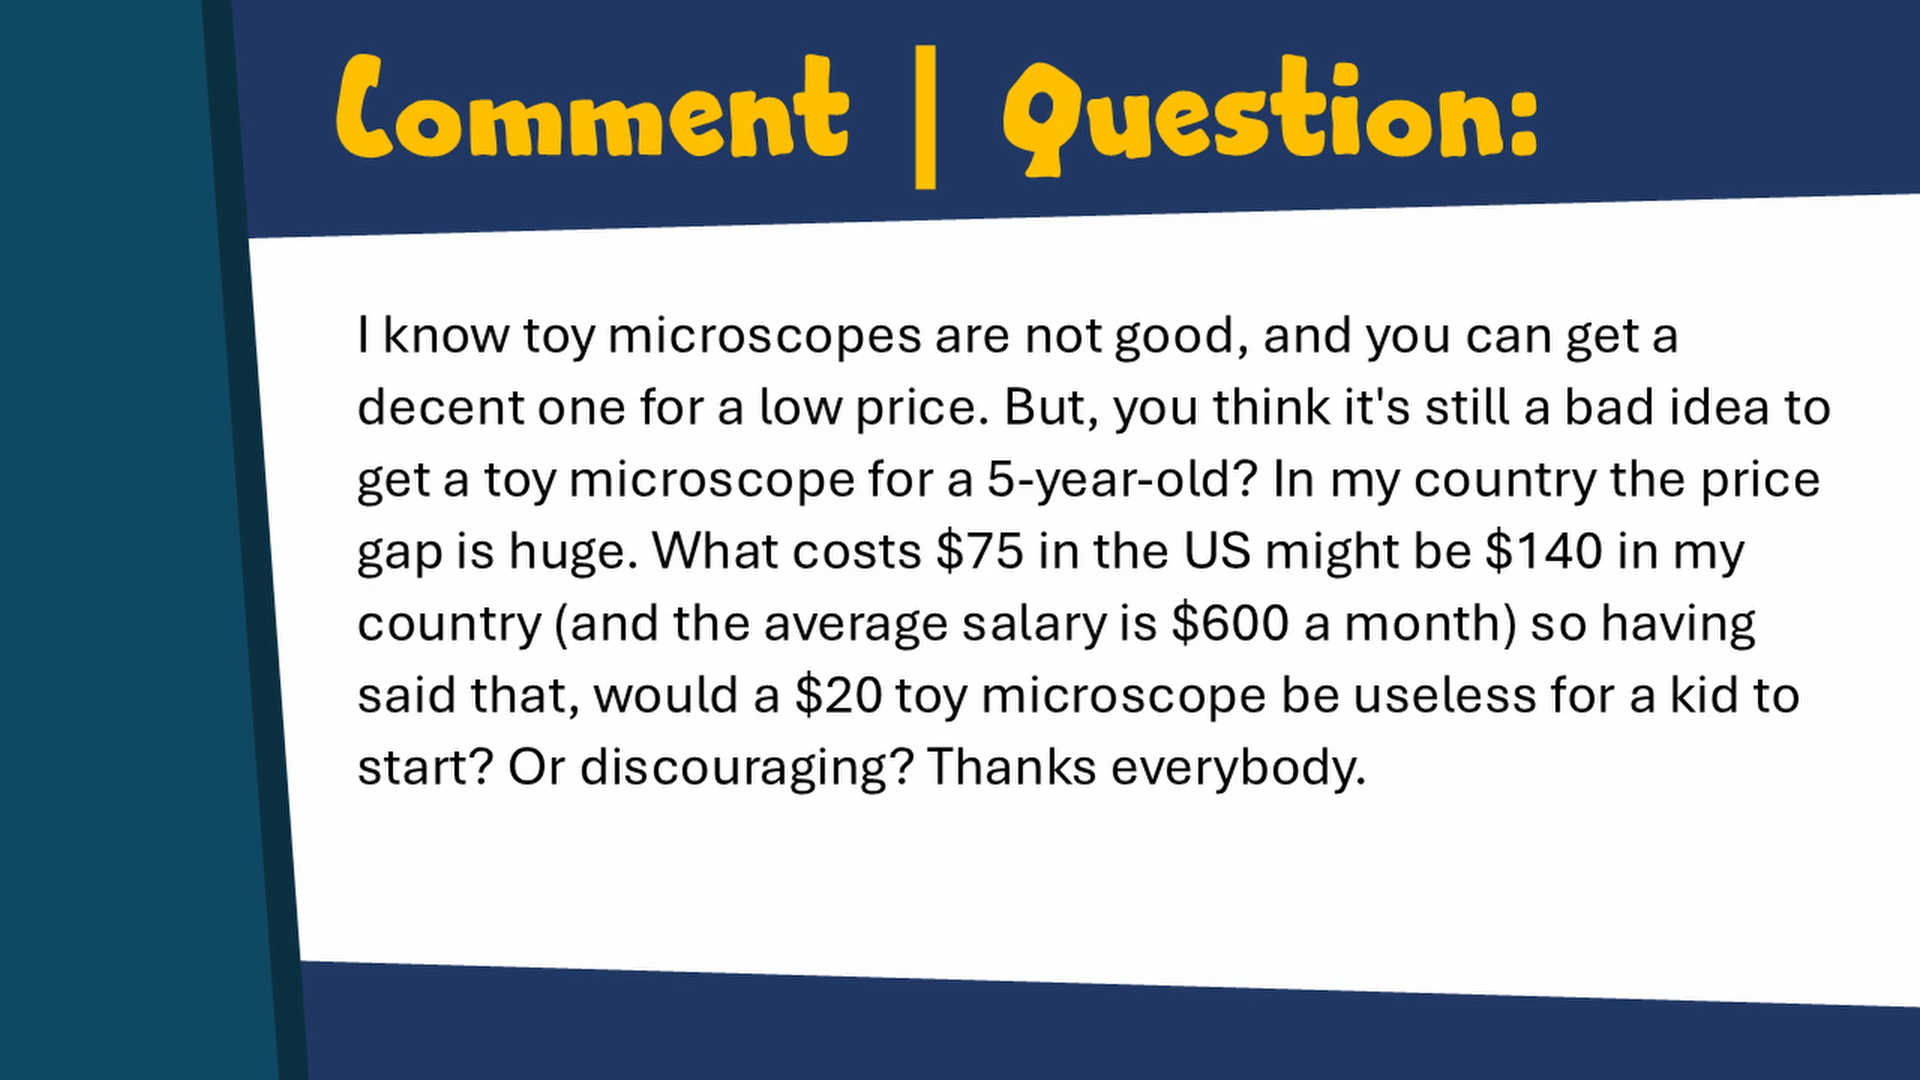 Comment | Question:
I know toy microscopes are not good, and you can get a
decent one for a low price. But, you think it's still a bad idea to
get a toy microscope for a 5-year-old? In my country the price
gap is huge. What costs $75 in the US might be $140 in my
country (and the average salary is $600 a month) so having
said that, would a $20 toy microscope be useless for a kid to
start? Or discouraging? Thanks everybody.